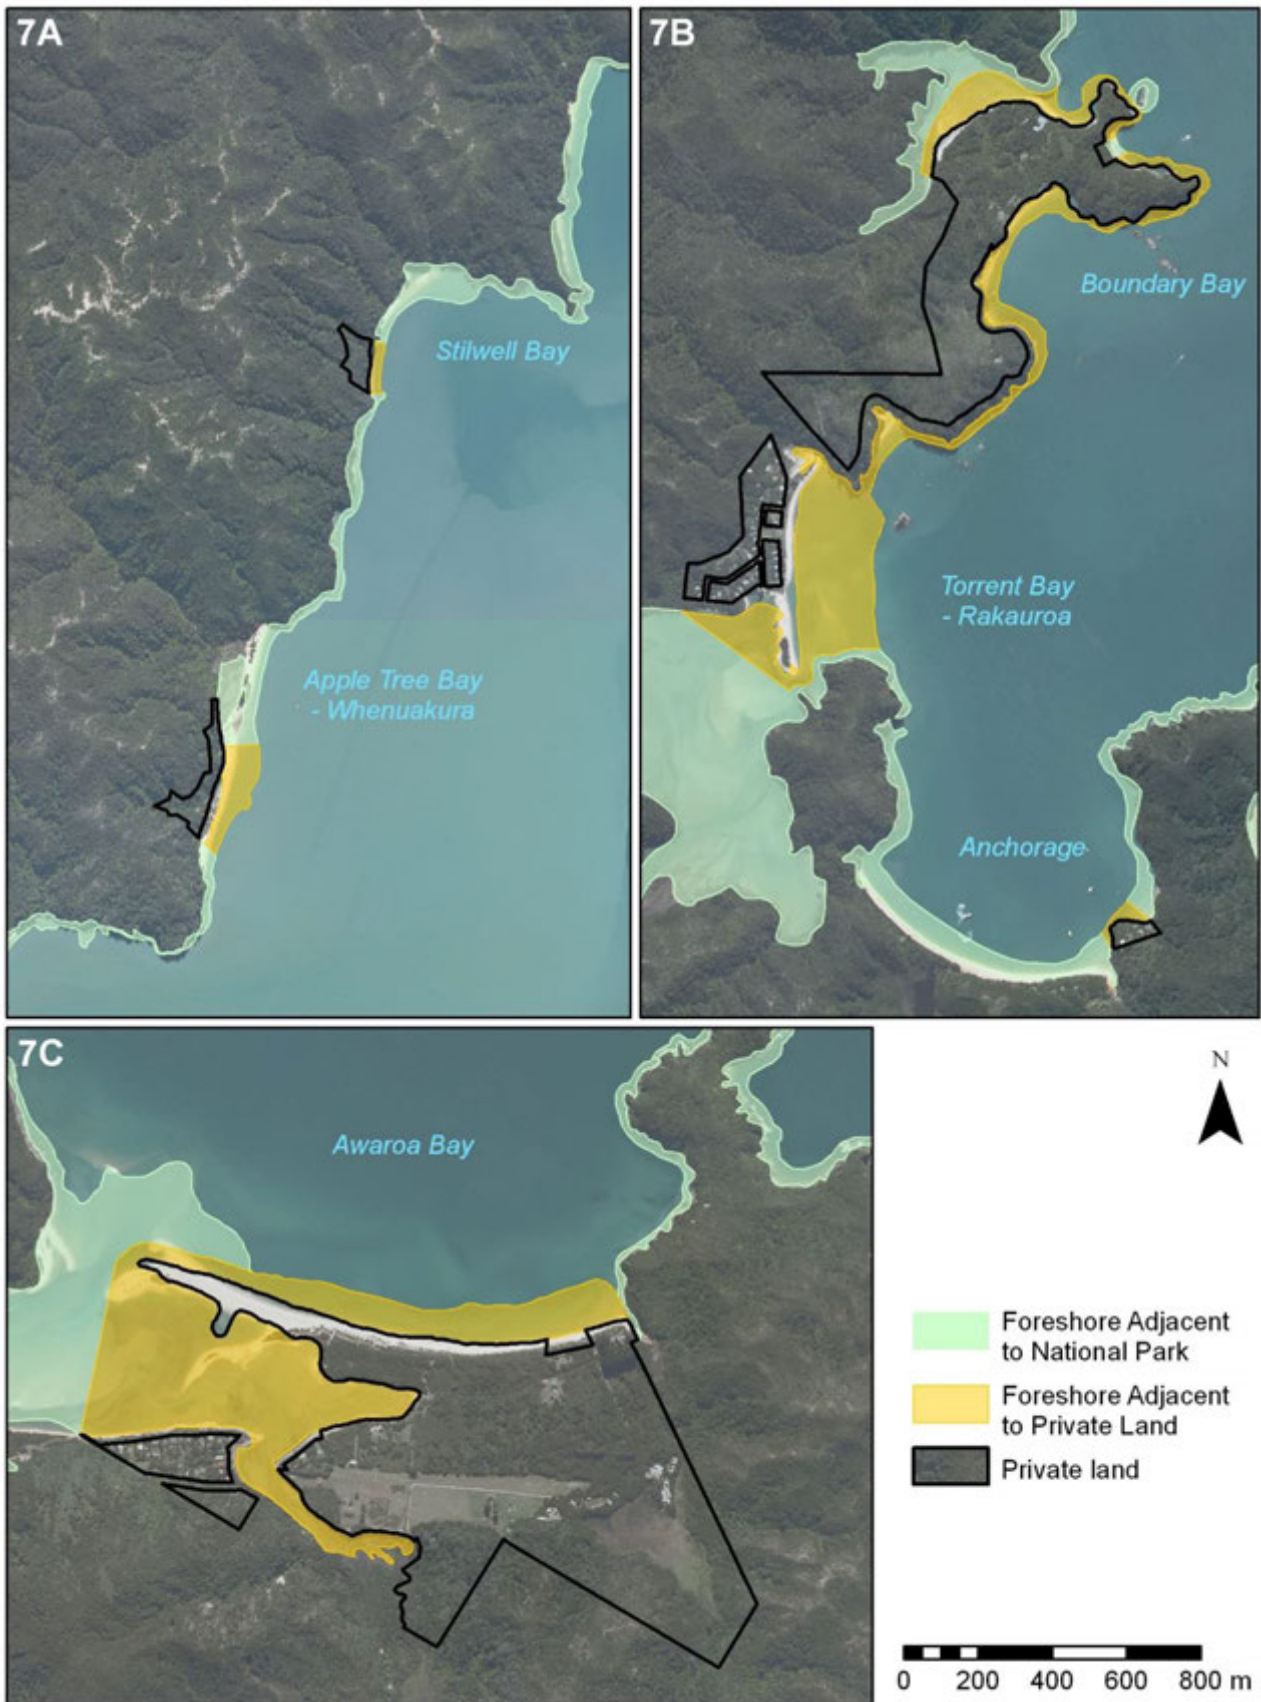 7A
Stilwell Bay
Apple Tree Bay
- Whenuakura
7B
Boundary Bay
Torrent Bay
- Rakauroa
Anchorage
7C
Awaroa Bay
N
Foreshore Adjacent
to National Park
Foreshore Adjacent
to Private Land
Private land
0 200 400 600 800 m